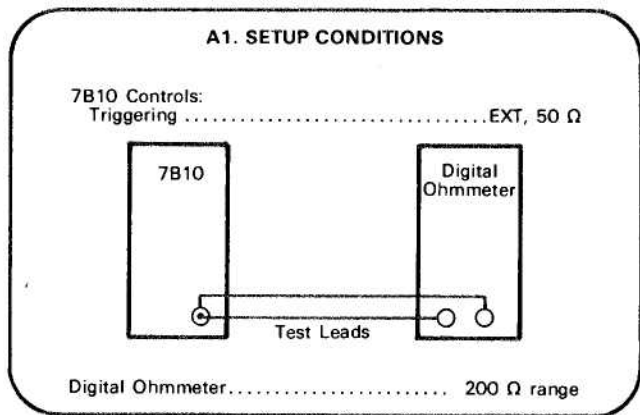 A1. SETUP CONDITIONS
7B10 Controls:
Triggering ............................... EXT, 50 Ω
7B10
Digital
Ohmmeter
Test Leads
Digital Ohmmeter....................... 200 Ω range